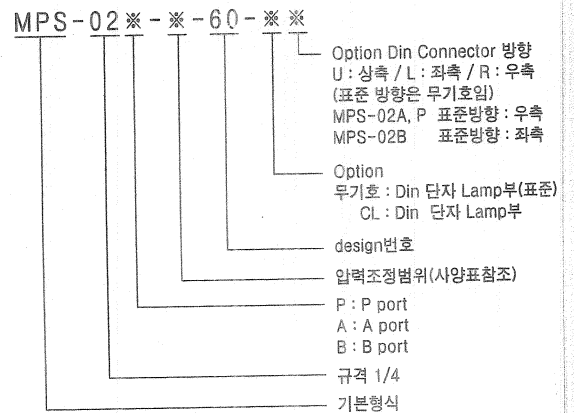 MPS-02※-※-60-※※
Option Din Connector 방향
U : 상측 / L : 좌측 / R : 우측
(표준 방향은 무기호임)
MPS-02A, P 표준방향 : 우측
MPS-02B 표준방향 : 좌측
Option
무기호 : Din 단자 Lamp부(표준)
CL : Din 단자 Lamp부
design번호
압력조정범위(사양표참조)
P : P port
A : A port
B : B port
규격 1/4
기본형식